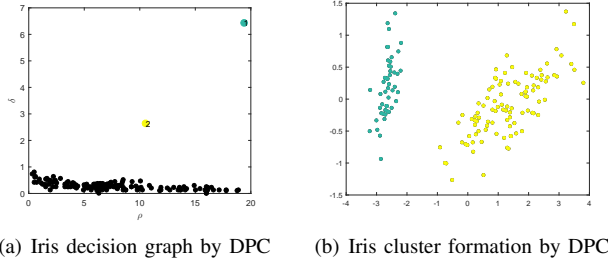 7
6
5
4
3
2
1
0
δ
2
0 5 10 15 20
ρ
1.5
1
0.5
0
-0.5
-1
-1.5
-4 -3 -2 -1 0 1 2 3 4
(a) Iris decision graph by DPC
(b) Iris cluster formation by DPC